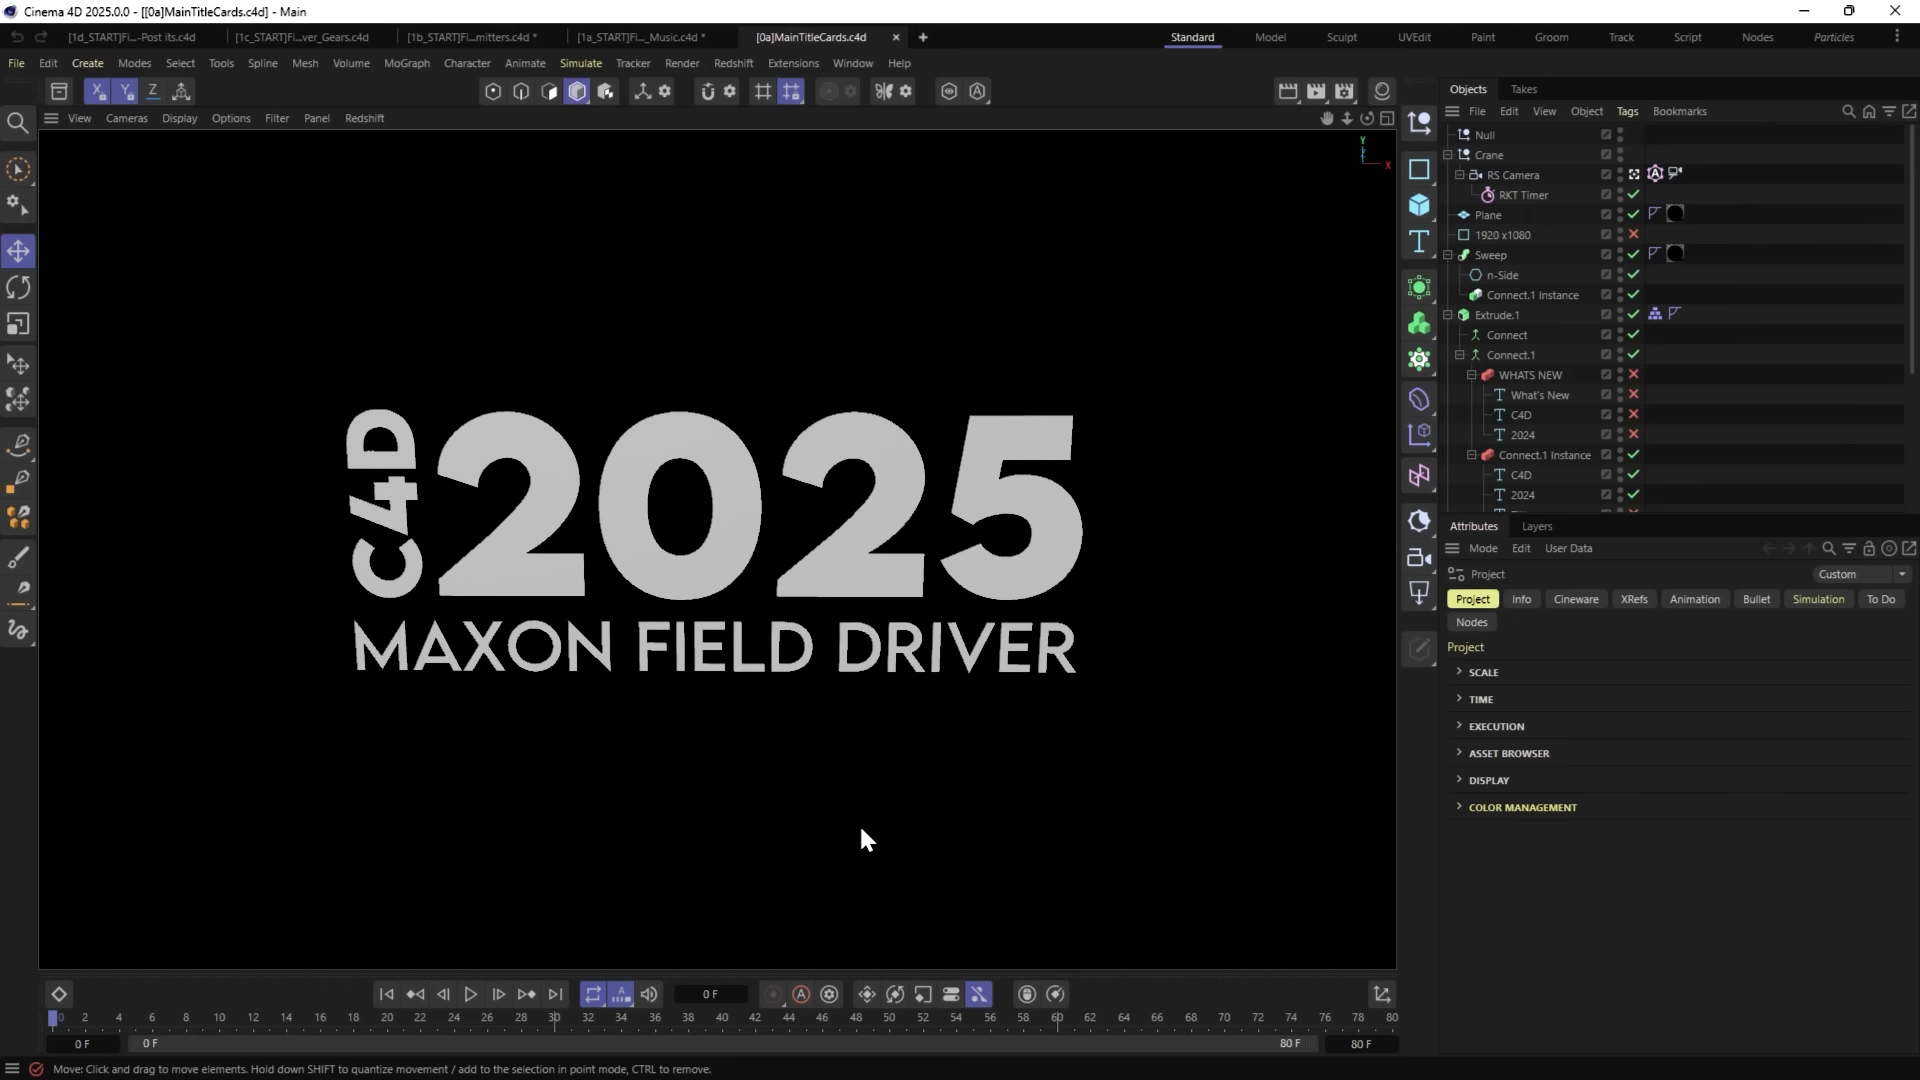 Cinema 4D 2025.0.0 - [[0a]MainTitleCards.c4d] - Main
[1d_START]Fi...-Post its.c4d [1c_START]Fi...ver_Gears.c4d [1b_START]Fi...mitters.c4d * [1a_START]Fi..._Music.c4d * [0a]MainTitleCards.c4d
Standard Model Sculpt UVEdit Paint Groom Track Script Nodes Particles
File Edit Create Modes Select Tools Spline Mesh Volume MoGraph Character Animate Simulate Tracker Render Redshift Extensions Window Help
X Y Z
Objects Takes
View Cameras Display Options Filter Panel Redshift
File Edit View Object Tags Bookmarks
Y
Z
X
Null
Crane
RS Camera
RKT Timer
Plane
1920 x1080
Sweep
n-Side
Connect.1 Instance
Extrude.1
Connect
Connect.1
WHATS NEW
What's New
C4D
2024
Connect.1 Instance
C4D
2024
C4D 2025
MAXON FIELD DRIVER
Attributes Layers
Mode Edit User Data
Project Custom
Project Info Cineware XRefs Animation Bullet Simulation To Do
Nodes
Project
SCALE
TIME
EXECUTION
ASSET BROWSER
DISPLAY
COLOR MANAGEMENT
0 F
0 2 4 6 8 10 12 14 16 18 20 22 24 26 28 30 32 34 36 38 40 42 44 46 48 50 52 54 56 58 60 62 64 66 68 70 72 74 76 78 80
0 F 0 F 80 F 80 F
Move: Click and drag to move elements. Hold down SHIFT to quantize movement / add to the selection in point mode, CTRL to remove.